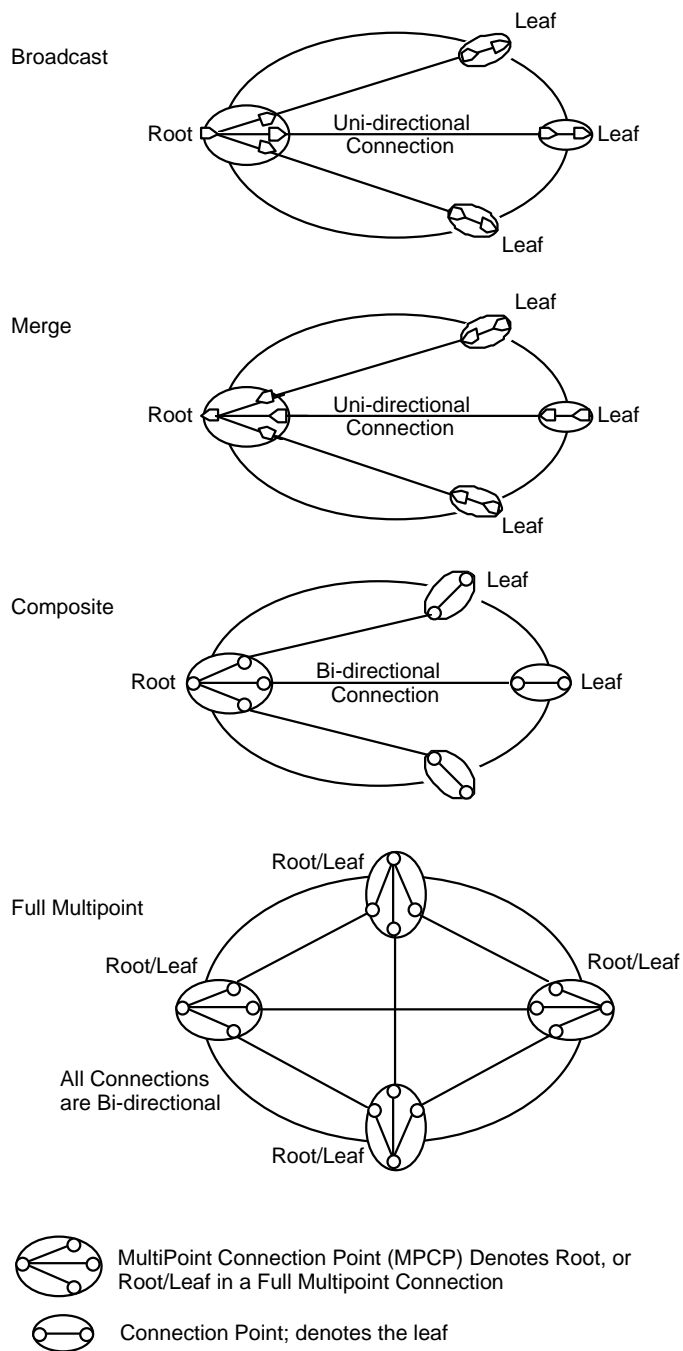 Leaf
Broadcast
Root
Uni-directional
Connection
Leaf
Leaf
Leaf
Merge
Root
Uni-directional
Connection
Leaf
Leaf
Leaf
Composite
Root
Bi-directional
Connection
Leaf
Root/Leaf
Full Multipoint
Root/Leaf
Root/Leaf
All Connections
are Bi-directional
Root/Leaf
MultiPoint Connection Point (MPCP) Denotes Root, or
Root/Leaf in a Full Multipoint Connection
Connection Point; denotes the leaf